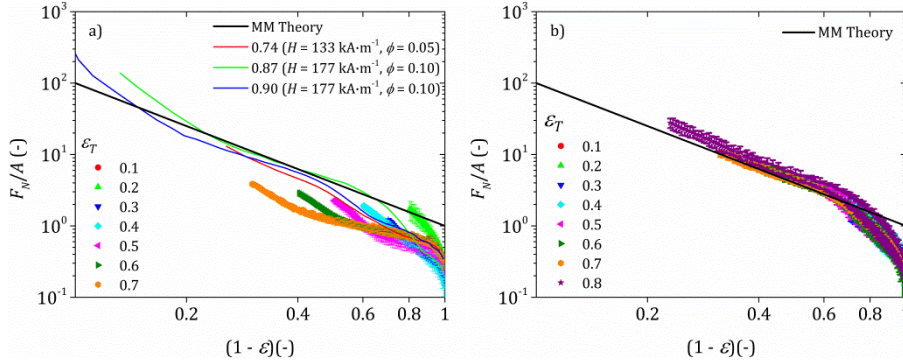 a)
MM Theory
0.74 (H = 133 kA·m⁻¹, ϕ = 0.05)
0.87 (H = 177 kA·m⁻¹, ϕ = 0.10)
0.90 (H = 177 kA·m⁻¹, ϕ = 0.10)
10³
10²
10¹
10⁰
10⁻¹
F_N/A (-)
ε_T
0.1
0.2
0.3
0.4
0.5
0.6
0.7
0.2 0.4 0.6 0.8 1
(1 - ε)(-)
b)
MM Theory
10³
10²
10¹
10⁰
10⁻¹
F_N/A (-)
ε_T
0.1
0.2
0.3
0.4
0.5
0.6
0.7
0.8
0.2 0.4 0.6 0.8 1
(1 - ε)(-)